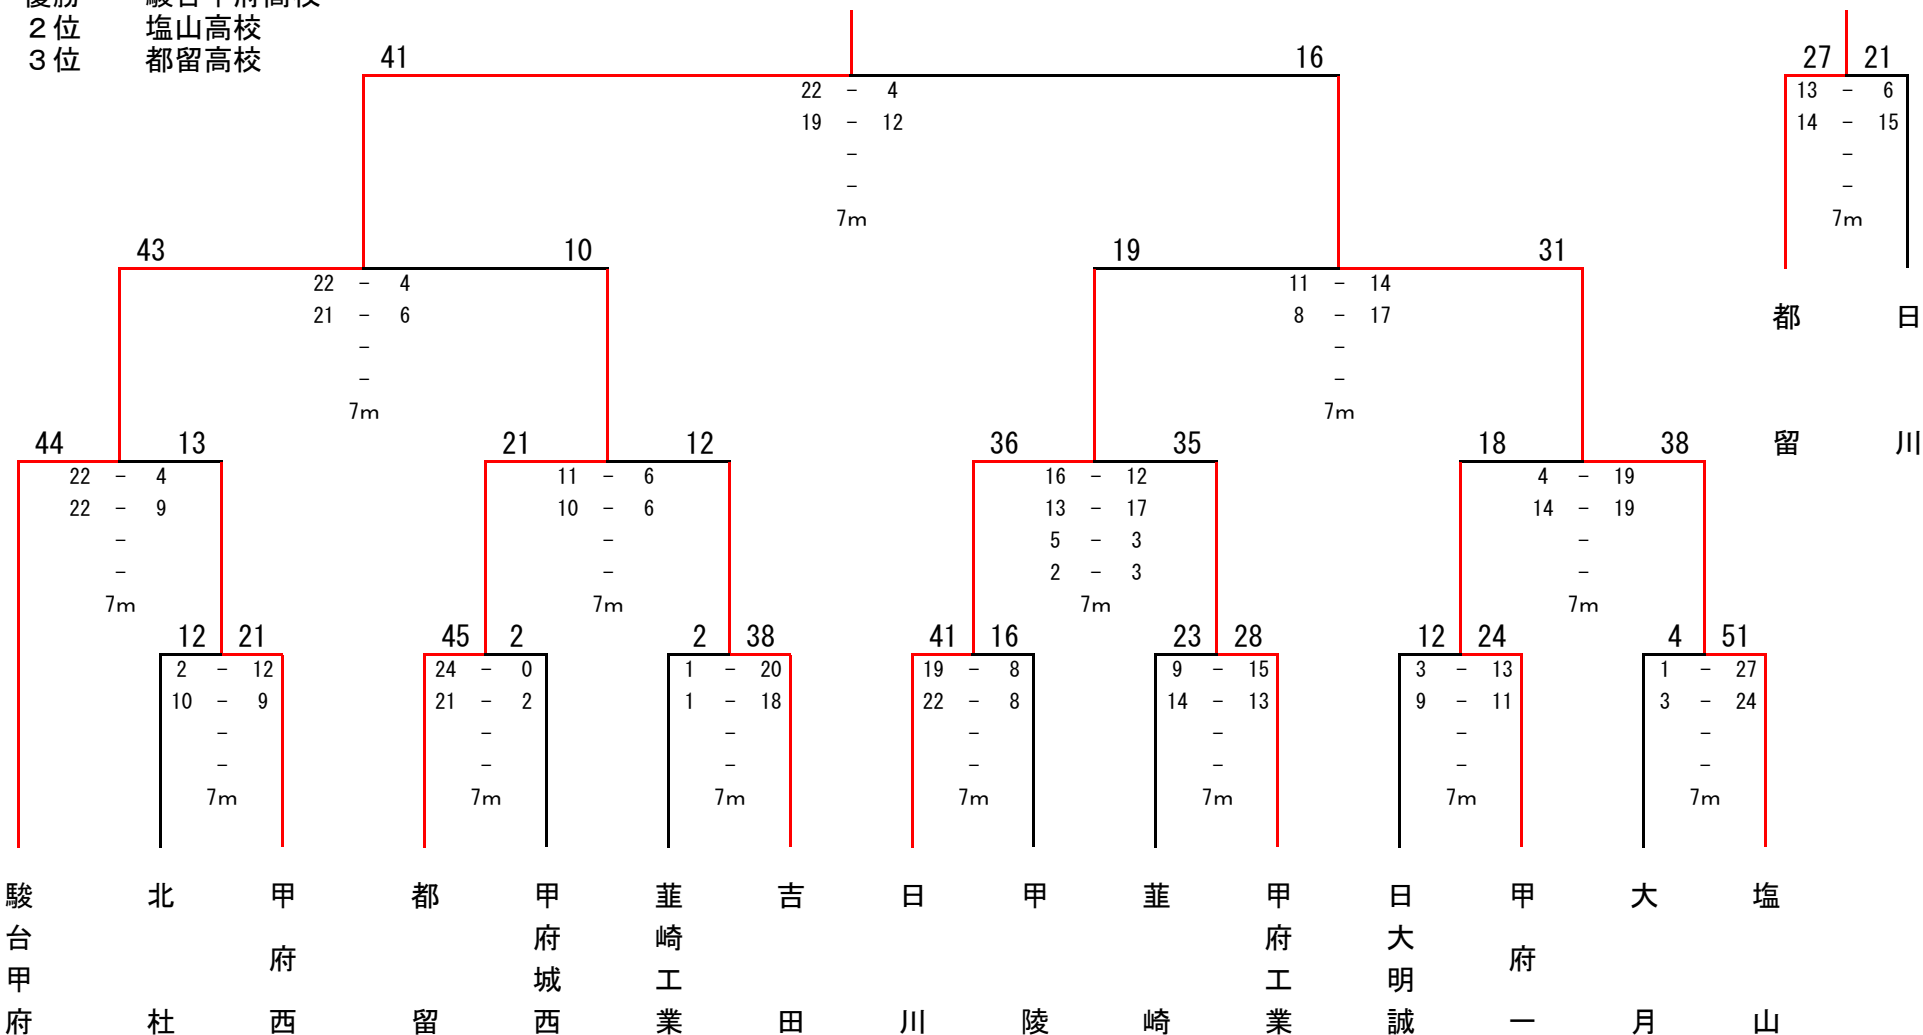 優勝 駿台甲府高校
２位 塩山高校
３位 都留高校
41 16 27 21
22 - 4 13 - 6
19 - 12 14 - 15
- -
- -
7m 7m
43 10 19 31
22 - 4 11 - 14
21 - 6 8 - 17
- -
- -
7m 7m
都留 日川
44 13 21 12 36 35 18 38
22 - 4 11 - 6 16 - 12 4 - 19
22 - 9 10 - 6 13 - 17 14 - 19
- - 5 - 3 -
- - 2 - 3 -
7m 7m 7m 7m
12 21 45 2 2 38 41 16 23 28 12 24 4 51
2 - 12 24 - 0 1 - 20 19 - 8 9 - 15 3 - 13 1 - 27
10 - 9 21 - 2 1 - 18 22 - 8 14 - 13 9 - 11 3 - 24
- - - - - - -
- - - - - - -
7m 7m 7m 7m 7m 7m 7m
駿台甲府
北杜
甲府西
都留
甲府城西
韮崎工業
吉田
日川
甲陵
韮崎
甲府工業
日大明誠
甲府一
大月
塩山